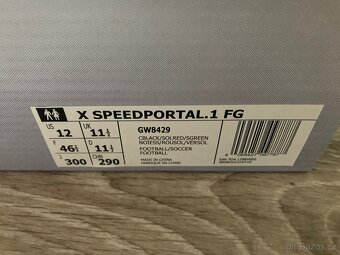 X SPEEDPORTAL.1 FG
US UK
12 11½
F D
46⅔ 11½
J CHN
300 290
GW8429
CBLACK/SOLRED/SGREEN
NOIESS/ROUSOL/VERSOL
FOOTBALL/SOCCER
FOOTBALL
MADE IN CHINA
FABRIQUÉ EN CHINE